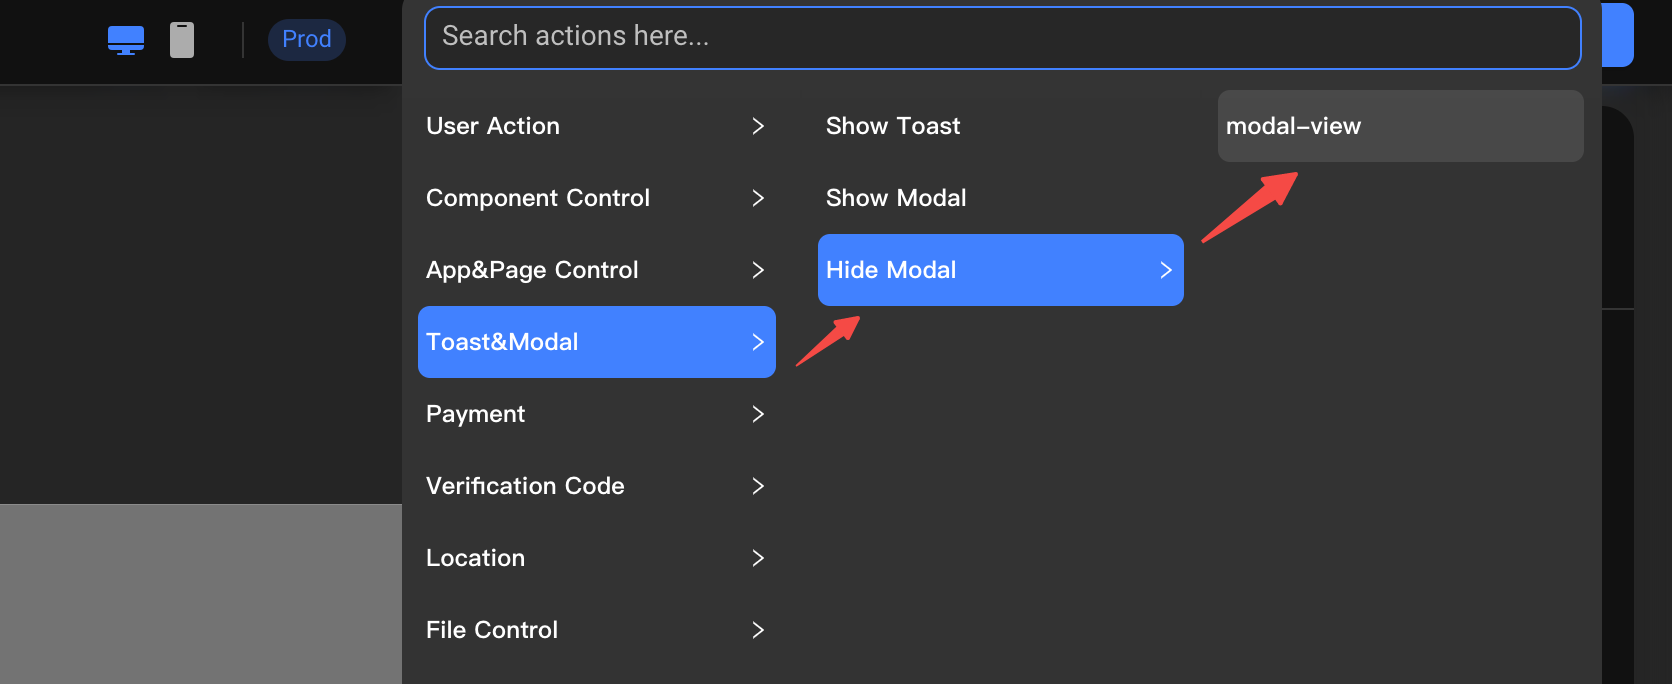 Prod
Search actions here...
User Action
Component Control
App&Page Control
Toast&Modal
Payment
Verification Code
Location
File Control
Show Toast
Show Modal
Hide Modal
modal-view